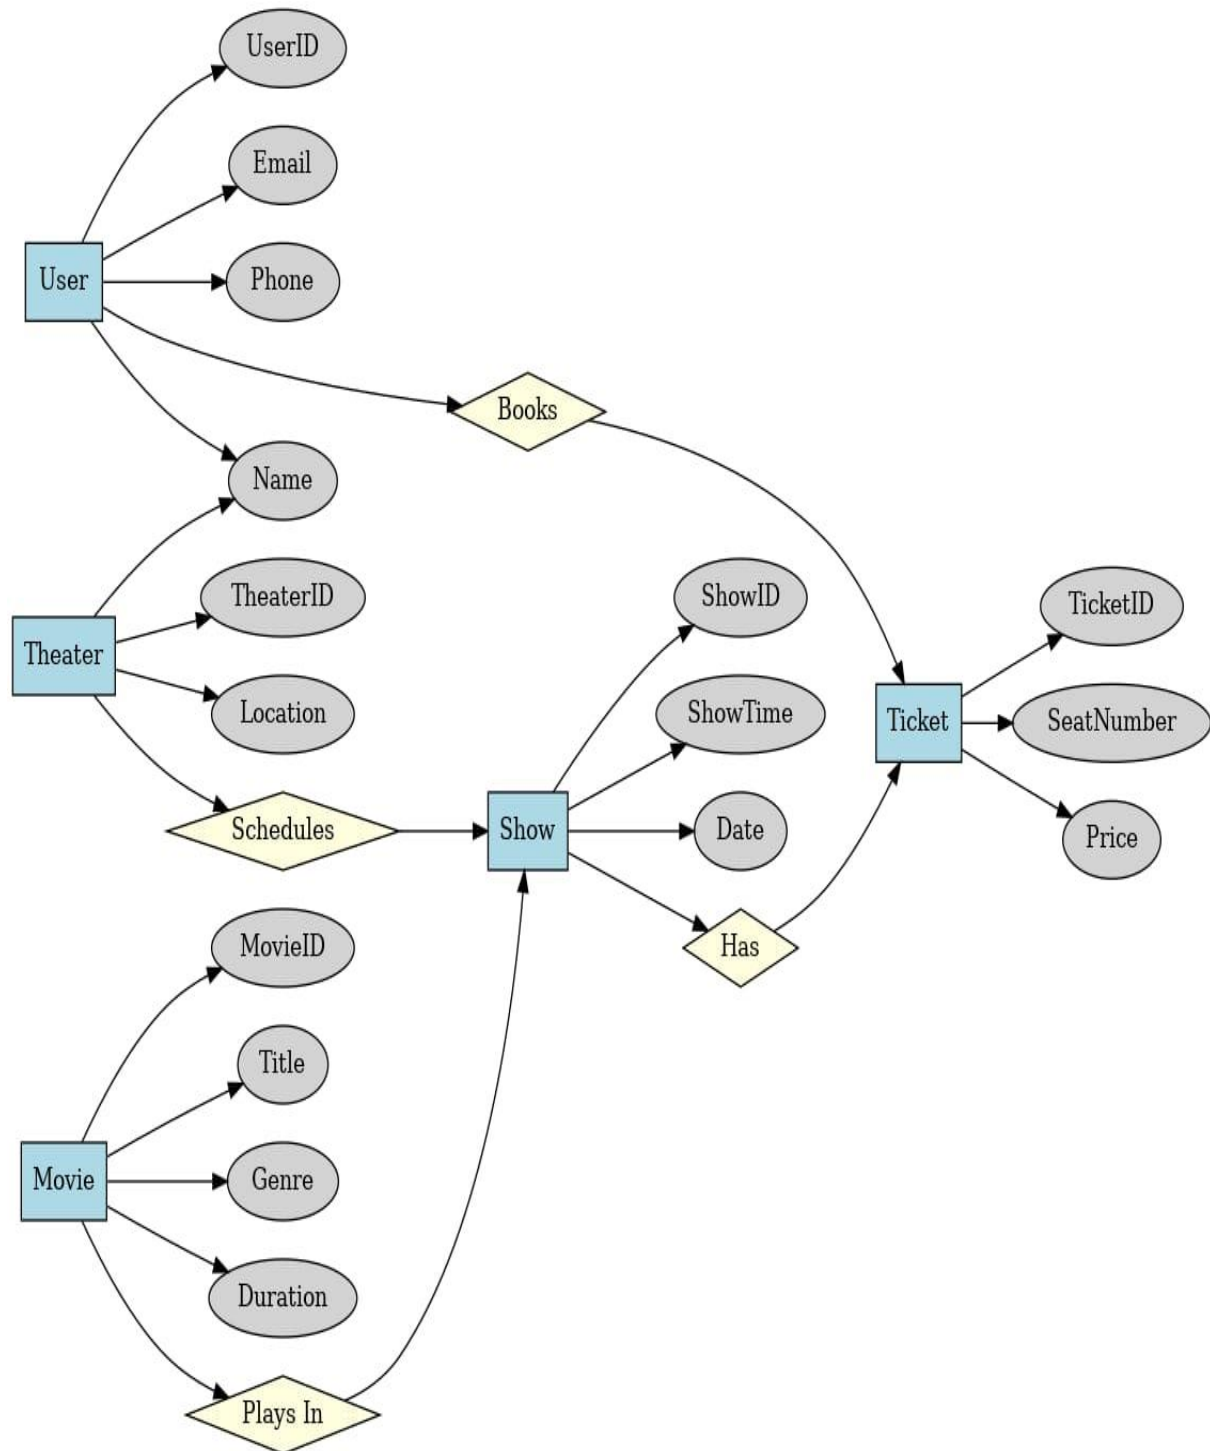 UserID
Email
User
Phone
Books
Name
TheaterID
Theater
Location
Schedules
ShowID
ShowTime
Show
Date
Has
TicketID
Ticket
SeatNumber
Price
MovieID
Title
Movie
Genre
Duration
Plays In